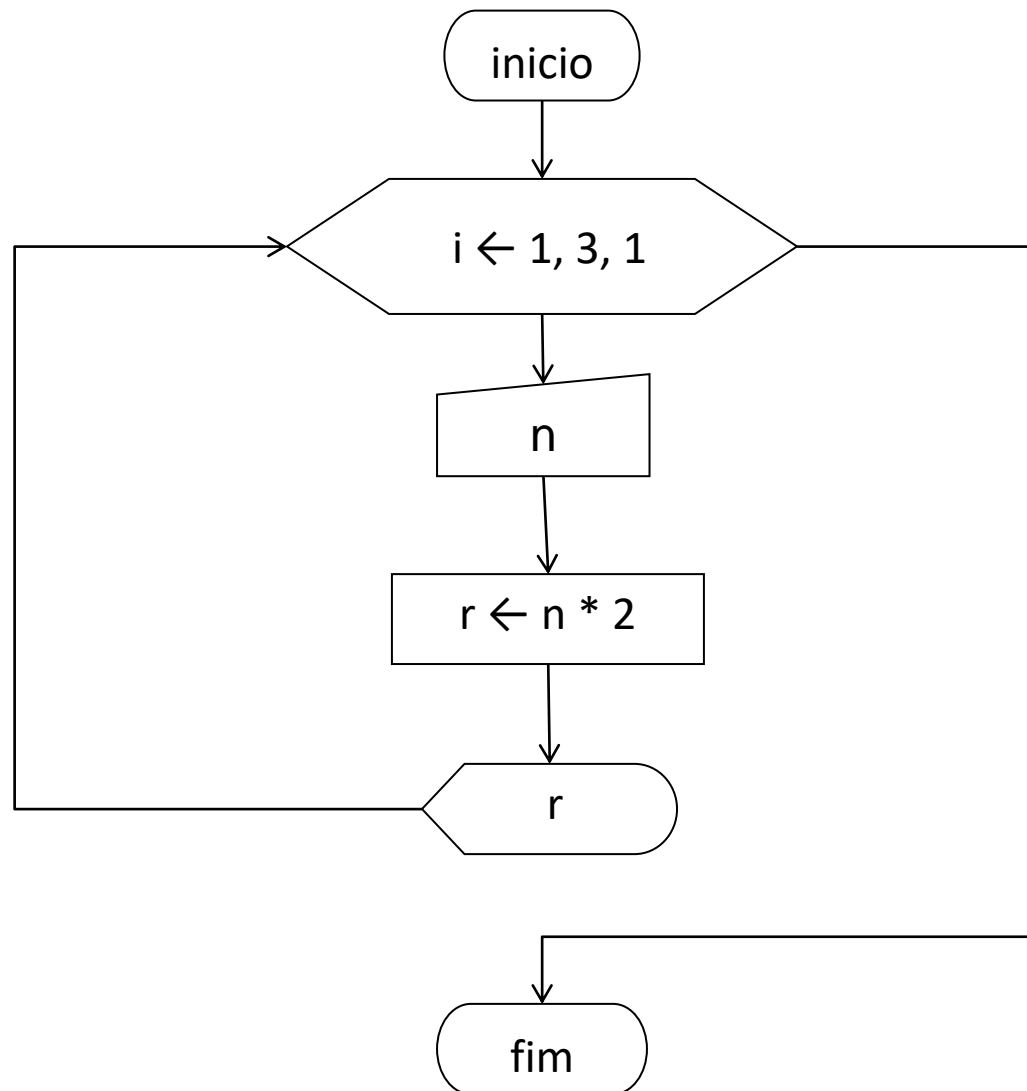 inicio
i ← 1, 3, 1
n
r ← n * 2
r
fim